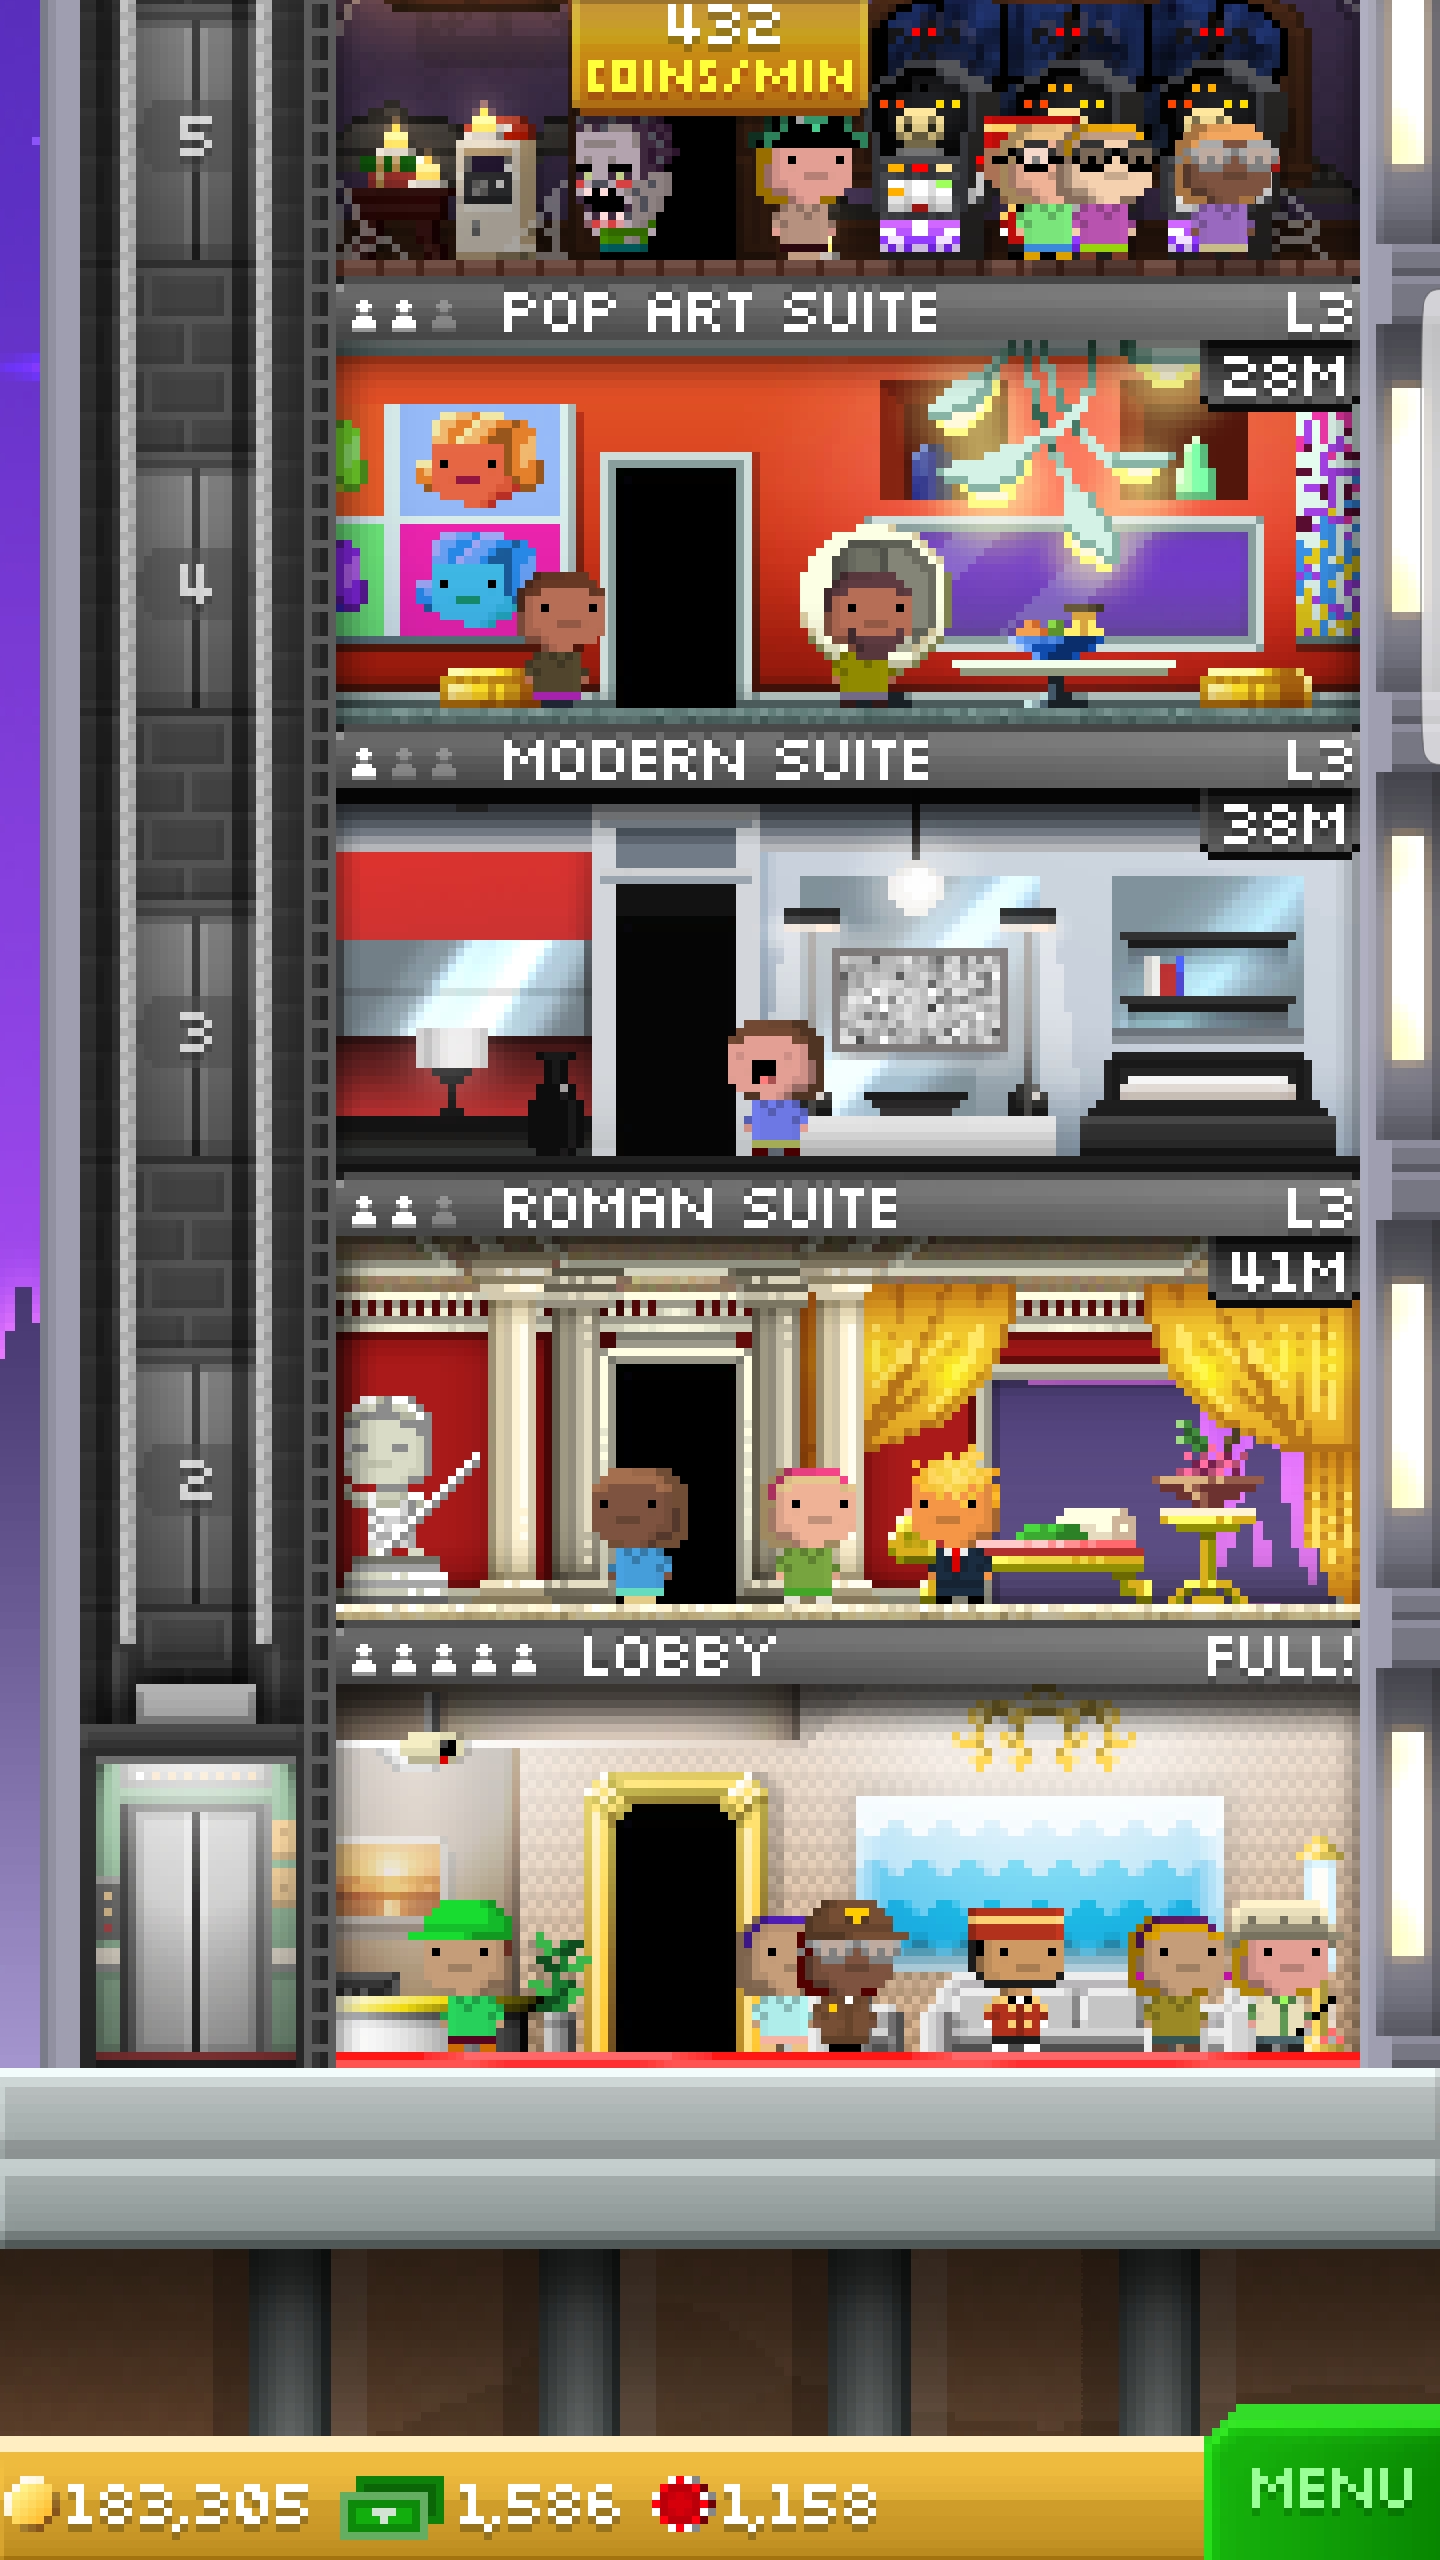 432
COINS/MIN
5
POP ART SUITE L3
28M
4
MODERN SUITE L3
38M
3
ROMAN SUITE L3
41M
2
LOBBY FULL!
183,305 1,586 1,158 MENU